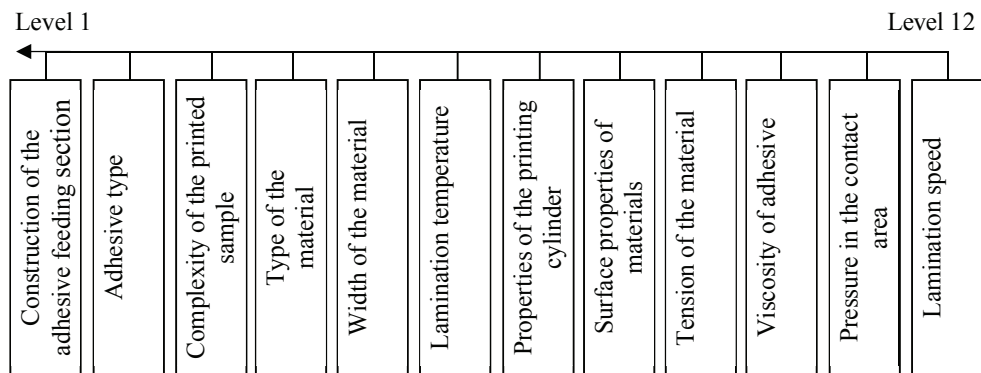 Level 1
Level 12
Construction of the
adhesive feeding section
Adhesive type
Complexity of the printed
sample
Type of the
material
Width of the material
Lamination temperature
Properties of the printing
cylinder
Surface properties of
materials
Tension of the material
Viscosity of adhesive
Pressure in the contact
area
Lamination speed